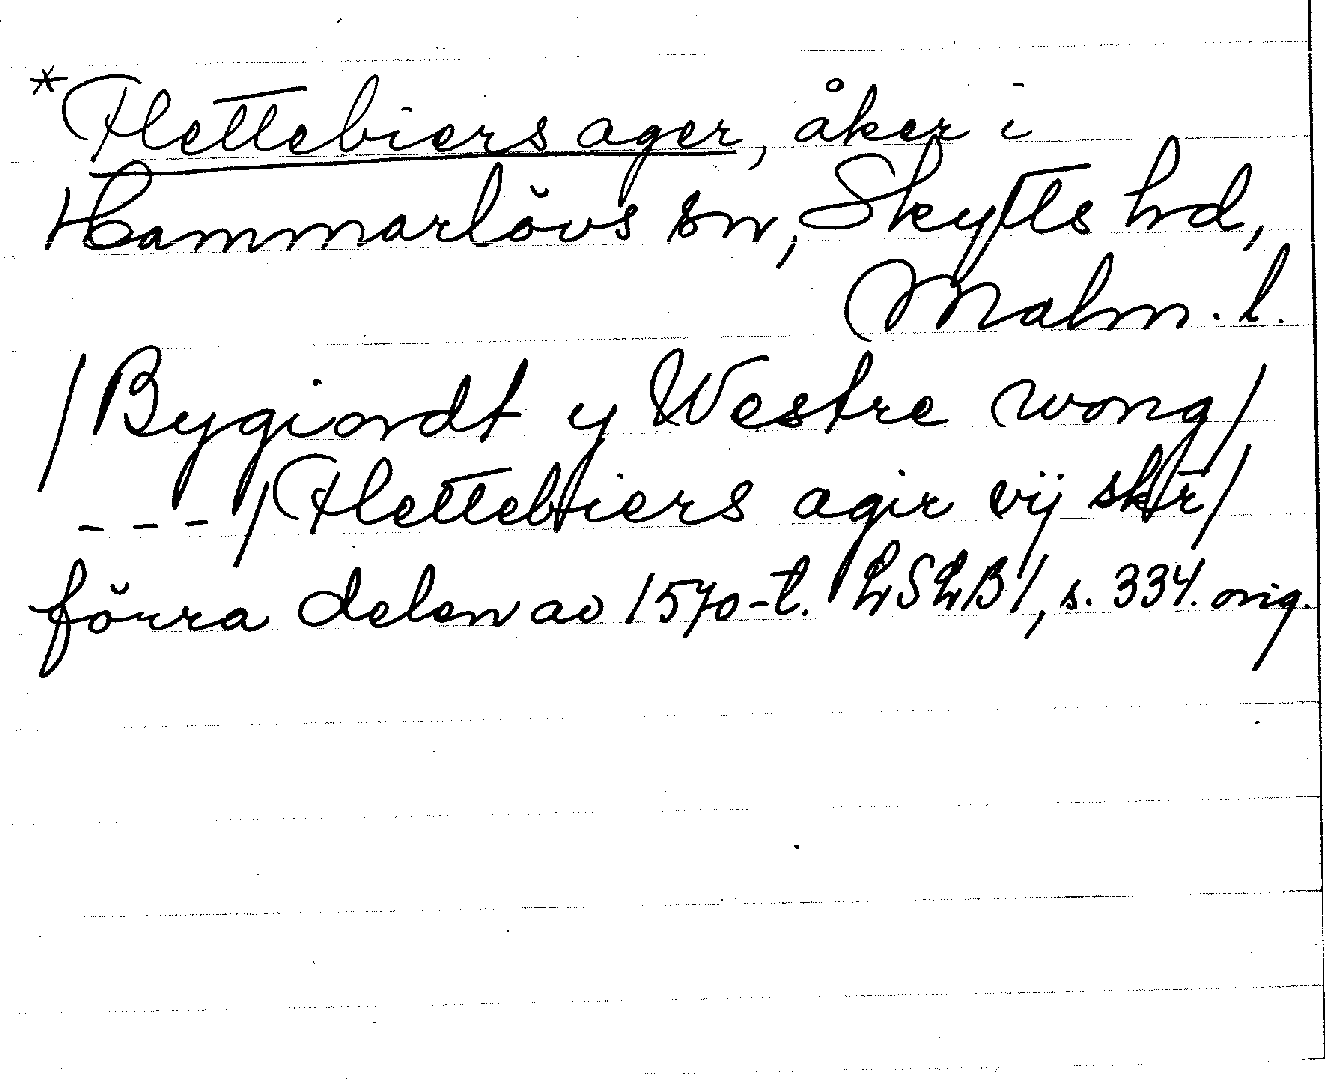 *Flettebiers ager, åker i
Hammarlövs sn, Skytts hd,
Malm. l.
/Bygiordt y Westre wong/
---/Flettebiers agir vij skr/
förra delen av 1570-t. LSLB1, s. 334. orig.